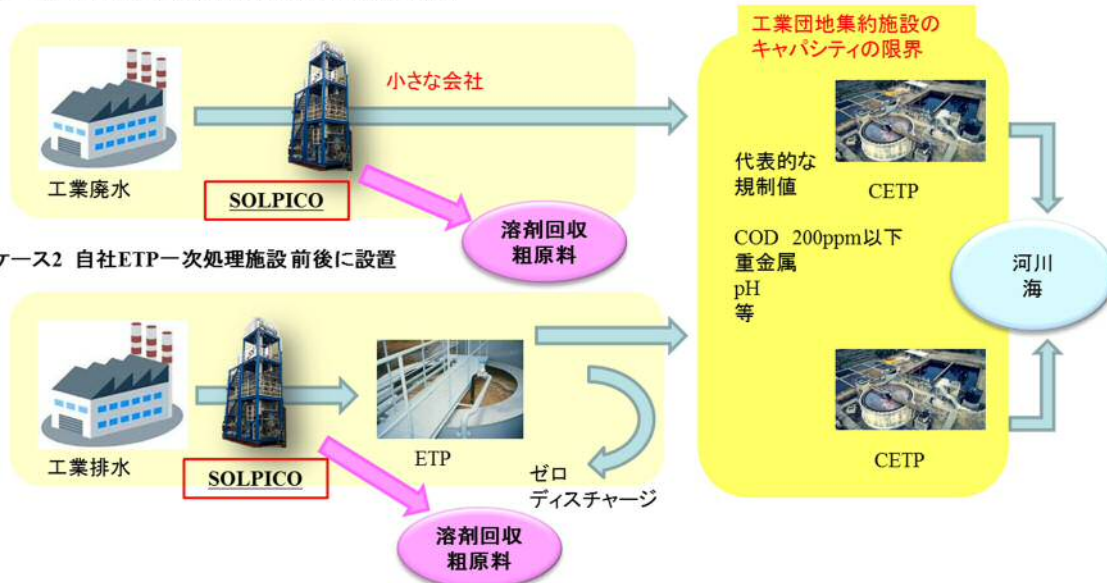 小さな会社
工業廃水
SOLPICO
溶剤回収
粗原料
ケース2 自社ETP一次処理施設前後に設置
工業排水
SOLPICO
ETP
ゼロ
ディスチャージ
溶剤回収
粗原料
工業団地集約施設の
キャパシティの限界
代表的な
規制値
CETP
COD 200ppm以下
重金属
pH
等
CETP
河川
海